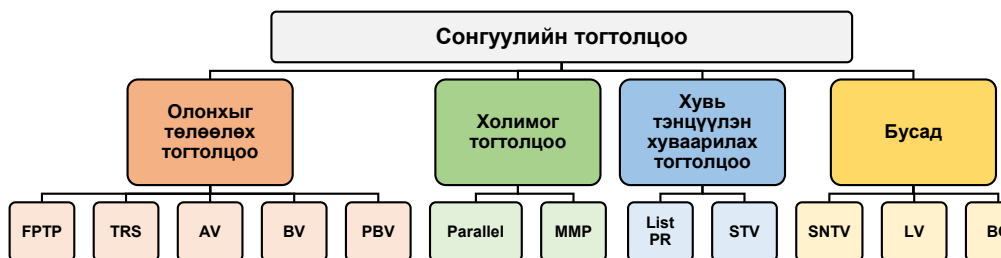 Сонгуулийн тогтолцоо
Олонхыг
төлөөлөх
тогтолцоо
Холимог
тогтолцоо
Хувь
тэнцүүлэн
хуваарилах
тогтолцоо
Бусад
FPTP
TRS
AV
BV
PBV
Parallel
MMP
List
PR
STV
SNTV
LV